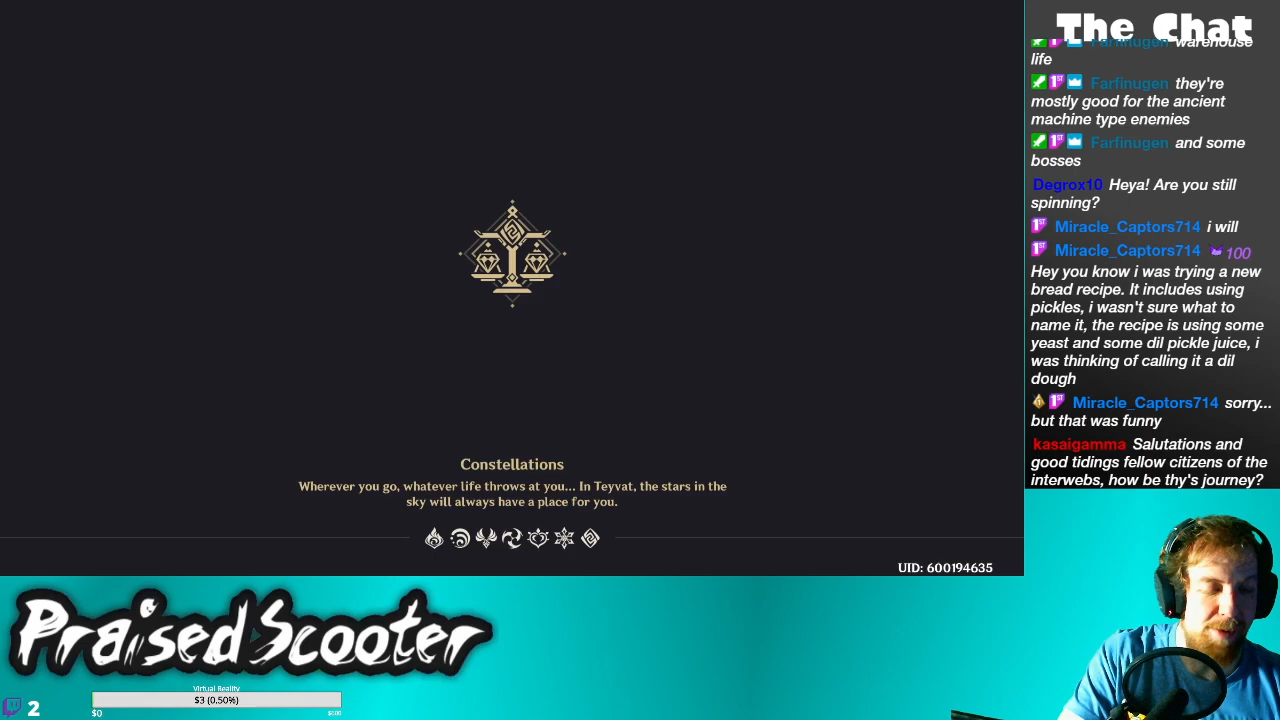 The Chat
Farfinugen warehouse
life
Farfinugen they're
mostly good for the ancient
machine type enemies
Farfinugen and some
bosses
Degrox10 Heya! Are you still
spinning?
Miracle_Captors714 i will
Miracle_Captors714 100
Hey you know i was trying a new
bread recipe. It includes using
pickles, i wasn't sure what to
name it, the recipe is using some
yeast and some dil pickle juice, i
was thinking of calling it a dil
dough
Miracle_Captors714 sorry...
but that was funny
kasaigamma Salutations and
good tidings fellow citizens of the
interwebs, how be thy's journey?
Constellations
Wherever you go, whatever life throws at you... In Teyvat, the stars in the
sky will always have a place for you.
UID: 600194635
PraisedScooter
Virtual Reality
$3 (0.50%)
2
$0